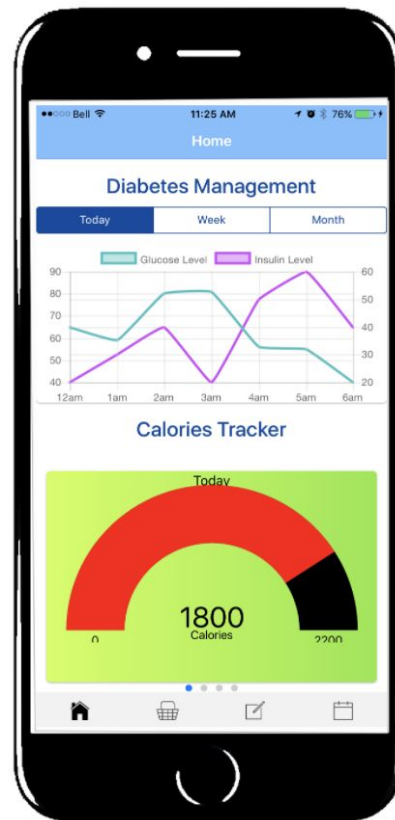 Bell 11:25 AM 76%
Home
Diabetes Management
Today Week Month
Glucose Level Insulin Level
90 60
80
70 50
60 40
50 30
40 20
12am 1am 2am 3am 4am 5am 6am
Calories Tracker
Today
1800
Calories
0 2200